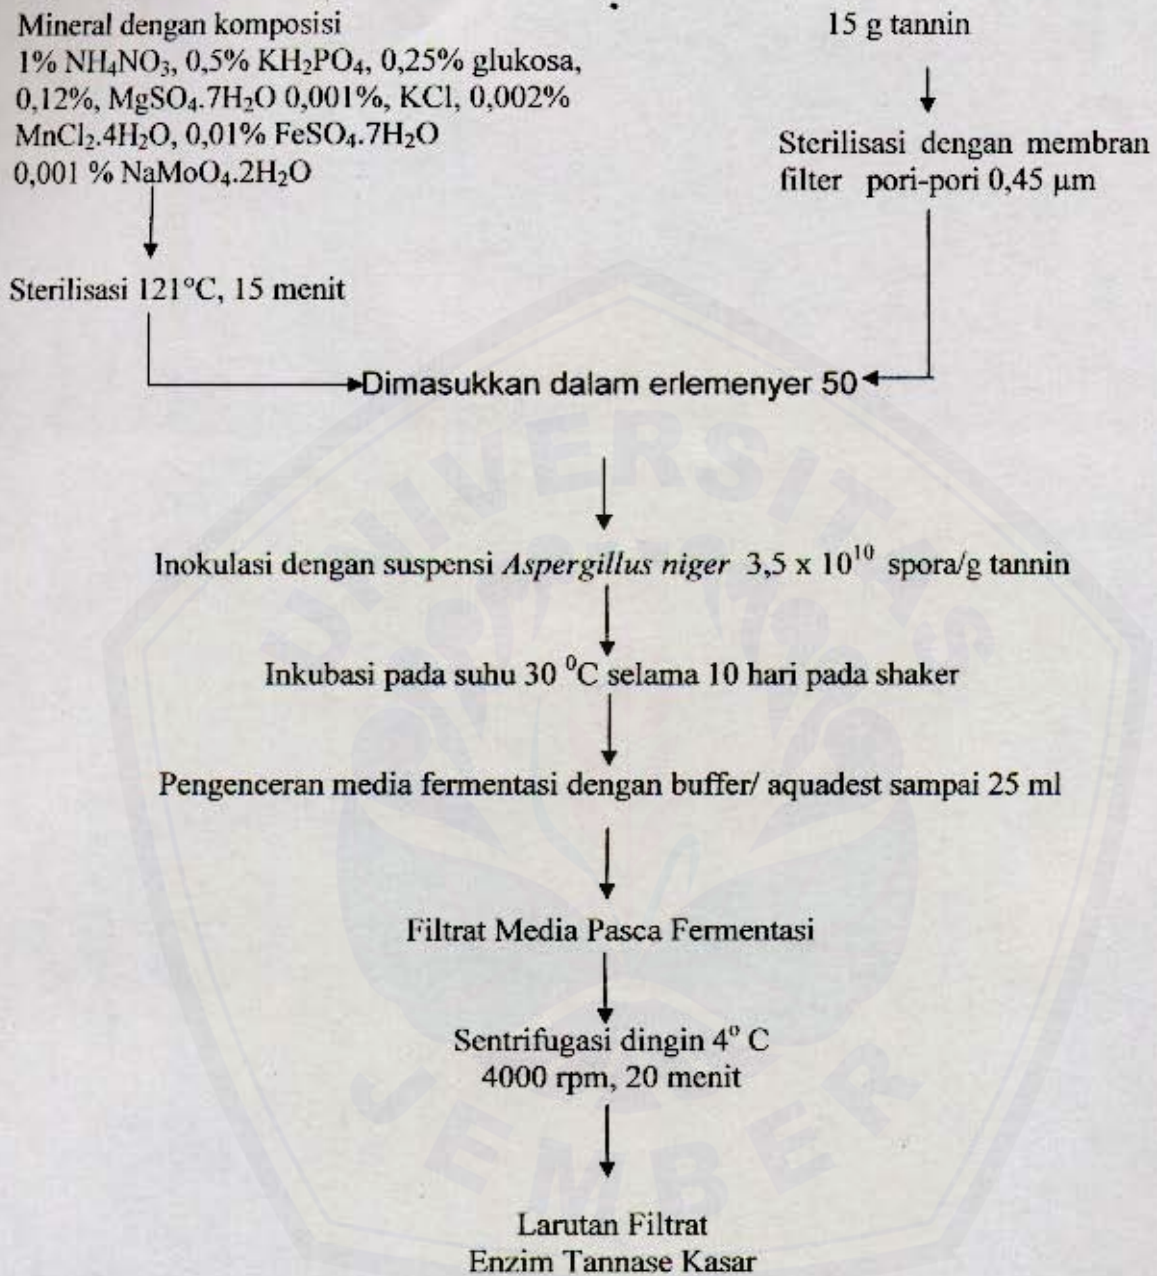 Mineral dengan komposisi
1% NH₄NO₃, 0,5% KH₂PO₄, 0,25% glukosa,
0,12%, MgSO₄.7H₂O 0,001%, KCl, 0,002%
MnCl₂.4H₂O, 0,01% FeSO₄.7H₂O
0,001 % NaMoO₄.2H₂O
15 g tannin
Sterilisasi dengan membran
filter pori-pori 0,45 µm
Sterilisasi 121°C, 15 menit
Dimasukkan dalam erlemenyer 50
Inokulasi dengan suspensi Aspergillus niger 3,5 x 10¹⁰ spora/g tannin
Inkubasi pada suhu 30 ⁰C selama 10 hari pada shaker
Pengenceran media fermentasi dengan buffer/ aquadest sampai 25 ml
Filtrat Media Pasca Fermentasi
Sentrifugasi dingin 4° C
4000 rpm, 20 menit
Larutan Filtrat
Enzim Tannase Kasar
UNIVERSITAS
JEMBER